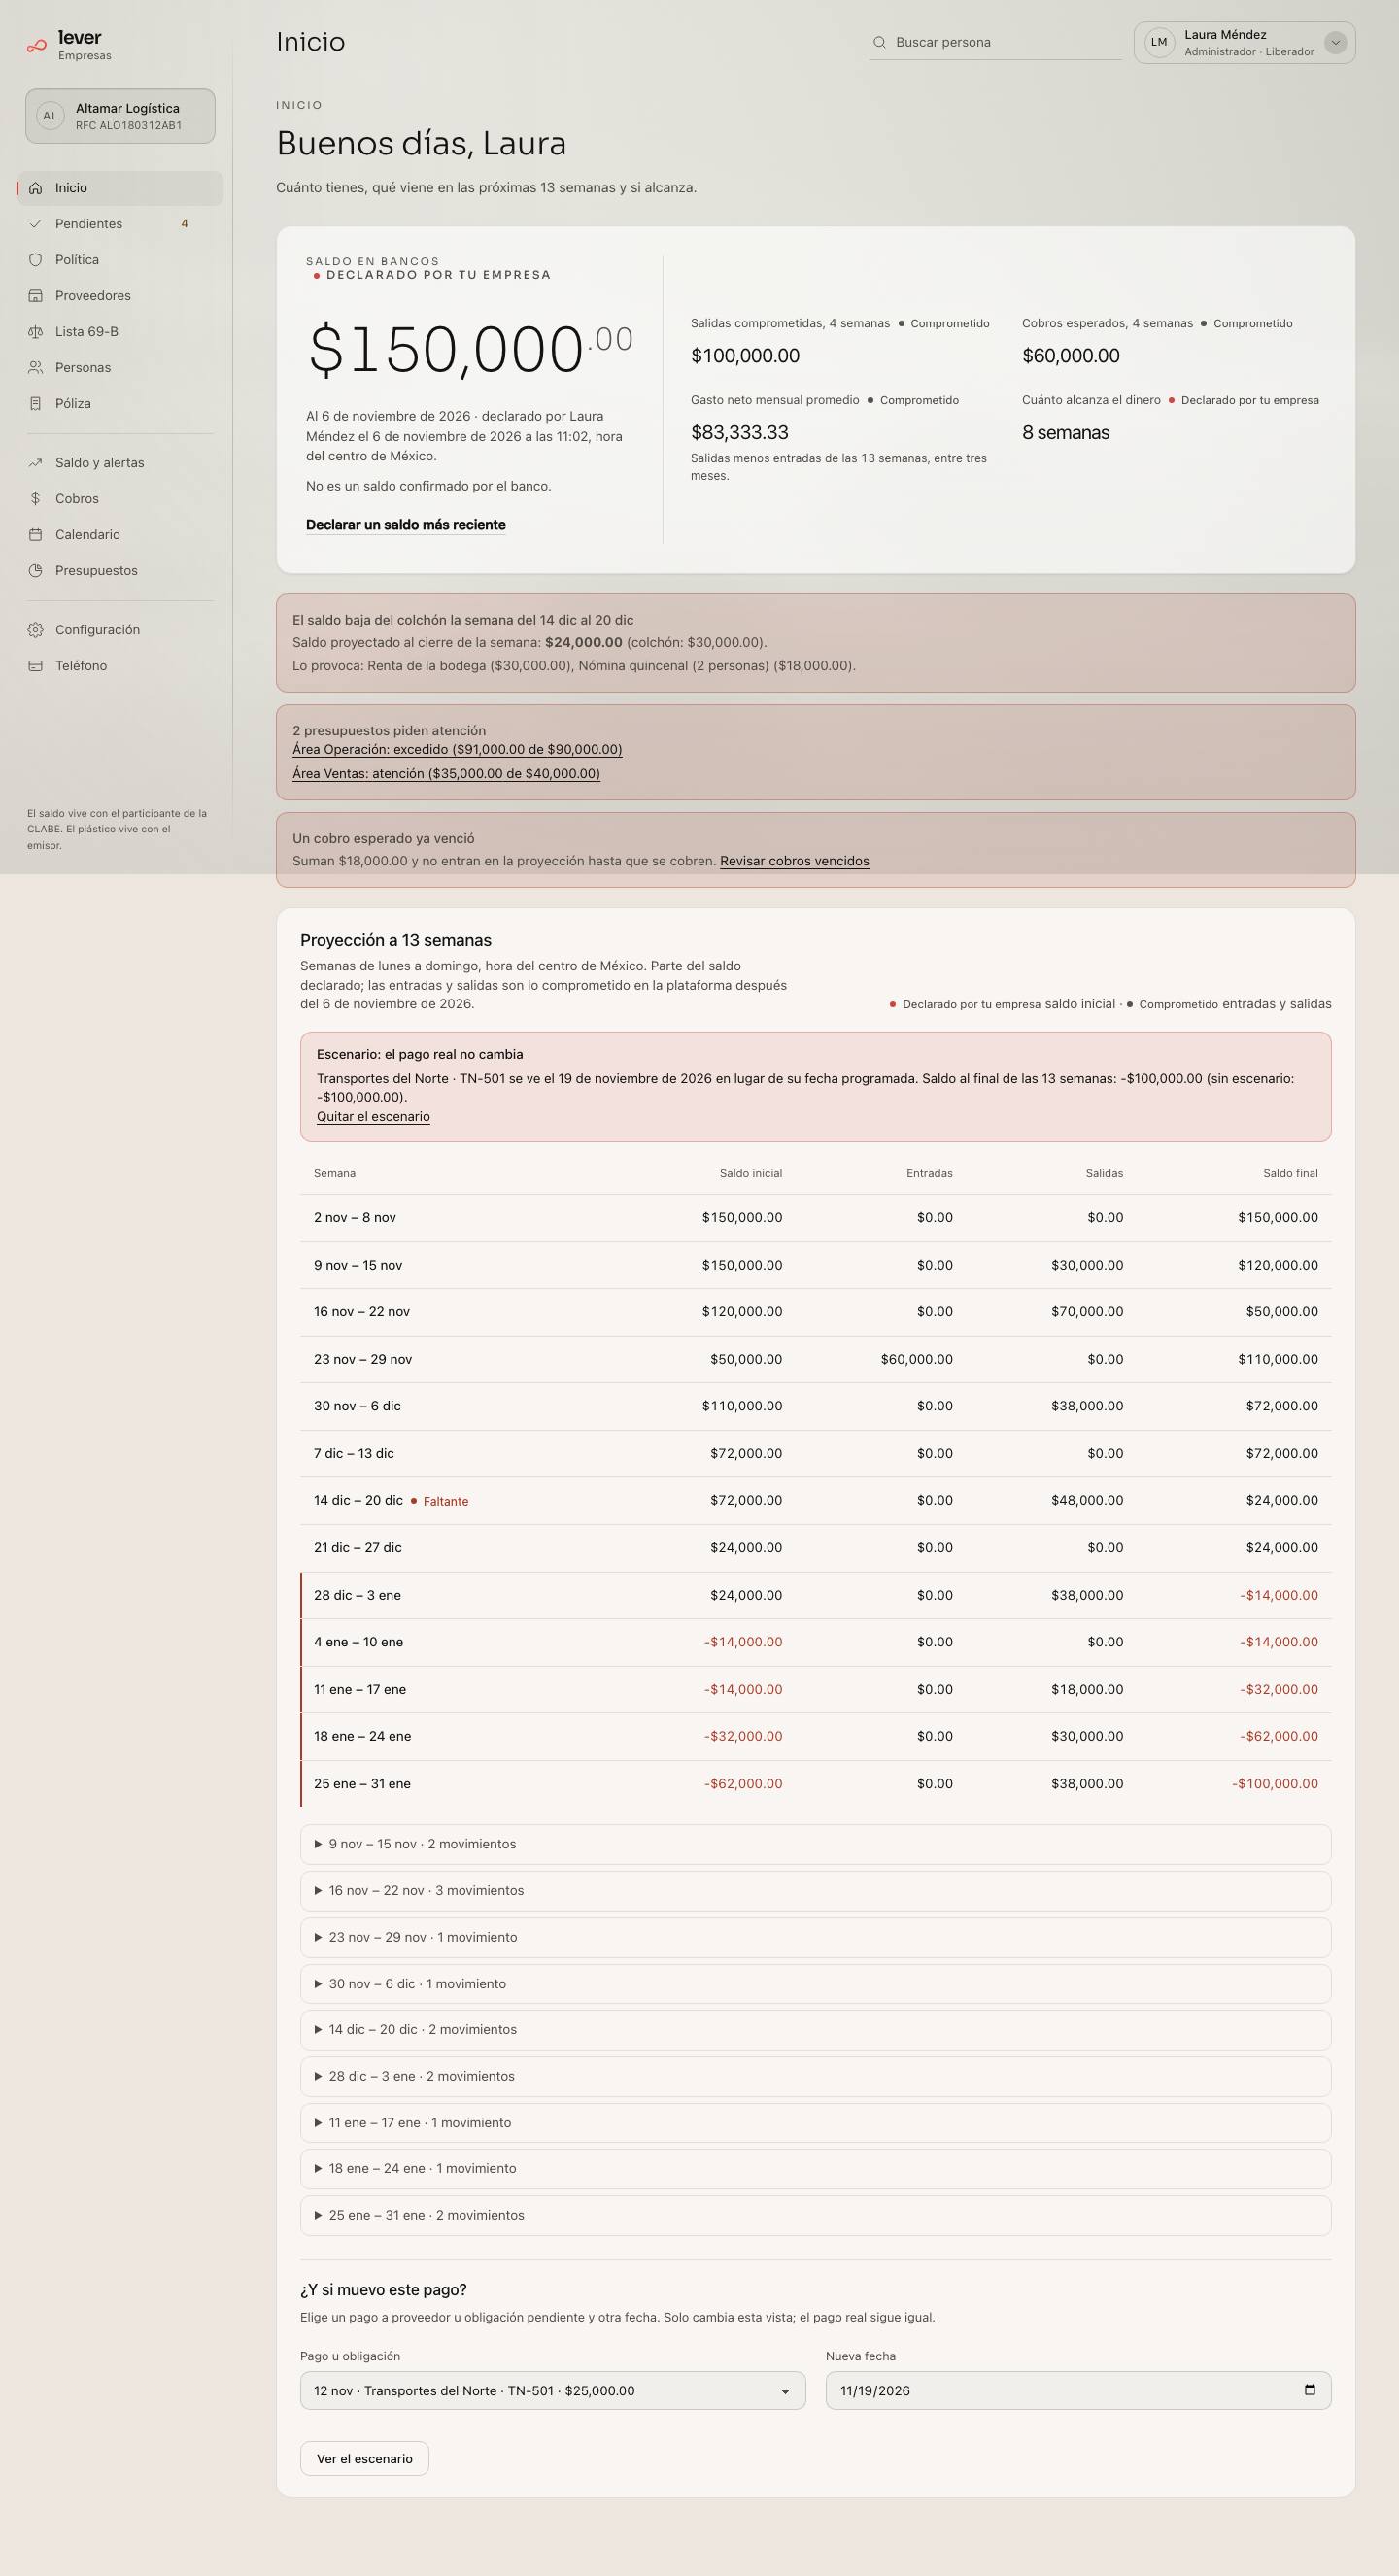 lever
Empresas
AL
Altamar Logística
RFC ALO180312AB1
Inicio
Pendientes 4
Política
Proveedores
Lista 69-B
Personas
Póliza
Saldo y alertas
Cobros
Calendario
Presupuestos
Configuración
Teléfono
El saldo vive con el participante de la
CLABE. El plástico vive con el
emisor.
Inicio
Buscar persona
LM
Laura Méndez
Administrador · Liberador
INICIO
Buenos días, Laura
Cuánto tienes, qué viene en las próximas 13 semanas y si alcanza.
SALDO EN BANCOS
DECLARADO POR TU EMPRESA
$150,000.00
Al 6 de noviembre de 2026 · declarado por Laura
Méndez el 6 de noviembre de 2026 a las 11:02, hora
del centro de México.
No es un saldo confirmado por el banco.
Declarar un saldo más reciente
Salidas comprometidas, 4 semanas Comprometido
$100,000.00
Cobros esperados, 4 semanas Comprometido
$60,000.00
Gasto neto mensual promedio Comprometido
$83,333.33
Salidas menos entradas de las 13 semanas, entre tres
meses.
Cuánto alcanza el dinero Declarado por tu empresa
8 semanas
El saldo baja del colchón la semana del 14 dic al 20 dic
Saldo proyectado al cierre de la semana: $24,000.00 (colchón: $30,000.00).
Lo provoca: Renta de la bodega ($30,000.00), Nómina quincenal (2 personas) ($18,000.00).
2 presupuestos piden atención
Área Operación: excedido ($91,000.00 de $90,000.00)
Área Ventas: atención ($35,000.00 de $40,000.00)
Un cobro esperado ya venció
Suman $18,000.00 y no entran en la proyección hasta que se cobren. Revisar cobros vencidos
Proyección a 13 semanas
Semanas de lunes a domingo, hora del centro de México. Parte del saldo
declarado; las entradas y salidas son lo comprometido en la plataforma después
del 6 de noviembre de 2026.
Declarado por tu empresa saldo inicial · Comprometido entradas y salidas
Escenario: el pago real no cambia
Transportes del Norte · TN-501 se ve el 19 de noviembre de 2026 en lugar de su fecha programada. Saldo al final de las 13 semanas: -$100,000.00 (sin escenario:
-$100,000.00).
Quitar el escenario
Semana Saldo inicial Entradas Salidas Saldo final
2 nov – 8 nov $150,000.00 $0.00 $0.00 $150,000.00
9 nov – 15 nov $150,000.00 $0.00 $30,000.00 $120,000.00
16 nov – 22 nov $120,000.00 $0.00 $70,000.00 $50,000.00
23 nov – 29 nov $50,000.00 $60,000.00 $0.00 $110,000.00
30 nov – 6 dic $110,000.00 $0.00 $38,000.00 $72,000.00
7 dic – 13 dic $72,000.00 $0.00 $0.00 $72,000.00
14 dic – 20 dic Faltante $72,000.00 $0.00 $48,000.00 $24,000.00
21 dic – 27 dic $24,000.00 $0.00 $0.00 $24,000.00
28 dic – 3 ene $24,000.00 $0.00 $38,000.00 -$14,000.00
4 ene – 10 ene -$14,000.00 $0.00 $0.00 -$14,000.00
11 ene – 17 ene -$14,000.00 $0.00 $18,000.00 -$32,000.00
18 ene – 24 ene -$32,000.00 $0.00 $30,000.00 -$62,000.00
25 ene – 31 ene -$62,000.00 $0.00 $38,000.00 -$100,000.00
9 nov – 15 nov · 2 movimientos
16 nov – 22 nov · 3 movimientos
23 nov – 29 nov · 1 movimiento
30 nov – 6 dic · 1 movimiento
14 dic – 20 dic · 2 movimientos
28 dic – 3 ene · 2 movimientos
11 ene – 17 ene · 1 movimiento
18 ene – 24 ene · 1 movimiento
25 ene – 31 ene · 2 movimientos
¿Y si muevo este pago?
Elige un pago a proveedor u obligación pendiente y otra fecha. Solo cambia esta vista; el pago real sigue igual.
Pago u obligación
12 nov · Transportes del Norte · TN-501 · $25,000.00
Nueva fecha
11/19/2026
Ver el escenario